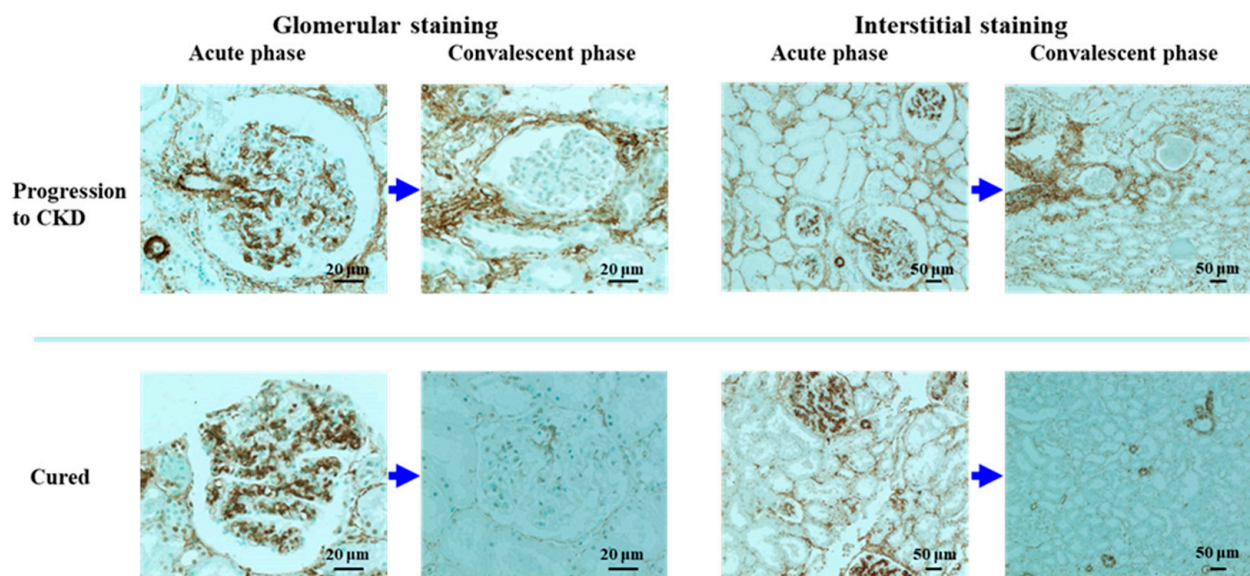 Glomerular staining
Interstitial staining
Acute phase
Convalescent phase
Acute phase
Convalescent phase
Progression
to CKD
20 µm
20 µm
50 µm
50 µm
Cured
20 µm
20 µm
50 µm
50 µm